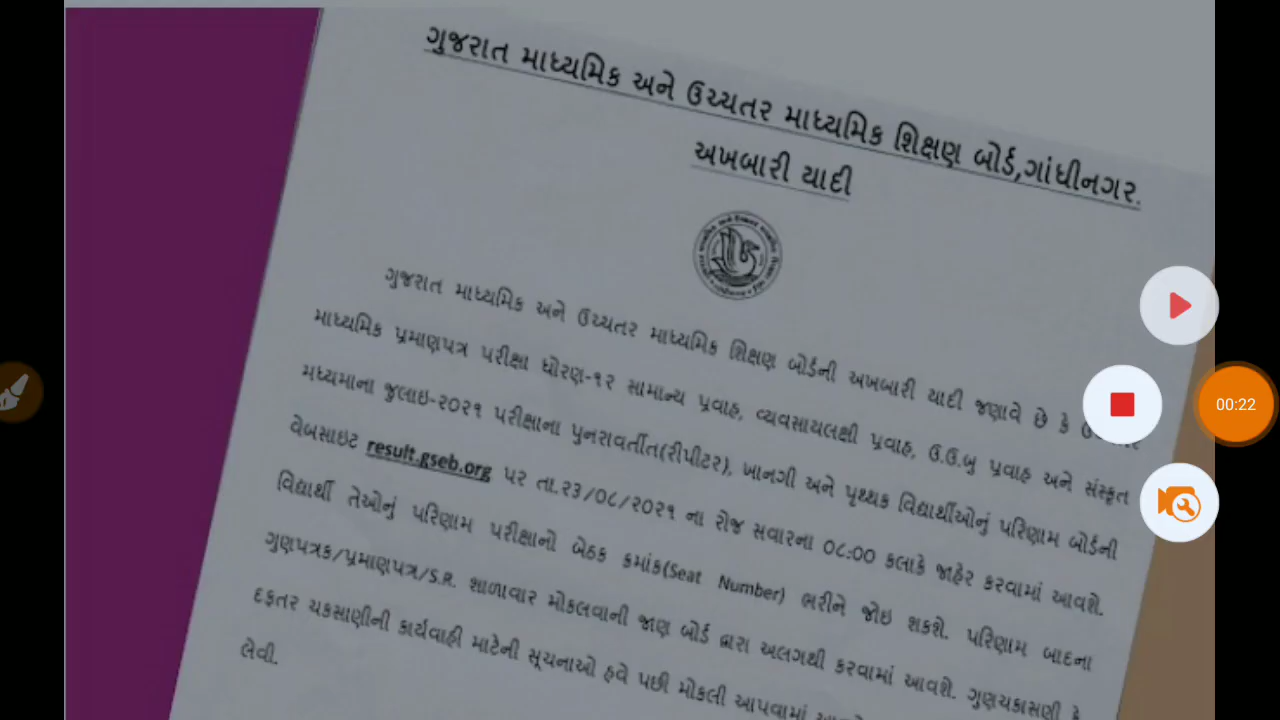 ગુજરાત માધ્યમિક અને ઉચ્ચતર માધ્યમિક શિક્ષણ બોર્ડ,ગાંધીનગર.
અખબારી યાદી
ગુજરાત માધ્યમિક અને ઉચ્ચતર માધ્યમિક શિક્ષણ બોર્ડની અખબારી યાદી જણાવે છે કે
માધ્યમિક પ્રમાણપત્ર પરીક્ષા ધોરણ-૧૨ સામાન્ય પ્રવાહ, વ્યવસાયલક્ષી પ્રવાહ, ઉ.ઉ.બુ પ્રવાહ અને સંસ્કૃત
મધ્યમાના જુલાઇ-૨૦૨૧ પરીક્ષાના પુનરાવર્તીત(રીપીટર), ખાનગી અને પૃથ્થક વિદ્યાર્થીઓનું પરિણામ બોર્ડની
વેબસાઇટ result.gseb.org પર તા.૨૩/૦૮/૨૦૨૧ ના રોજ સવારના ૦૮:૦૦ કલાકે જાહેર કરવામાં આવશે.
વિદ્યાર્થી તેઓનું પરિણામ પરીક્ષાનો બેઠક ક્રમાંક(Seat Number) ભરીને જોઇ શકશે. પરિણામ બાદના
ગુણપત્રક/પ્રમાણપત્ર/S.R. શાળાવાર મોકલવાની જાણ બોર્ડ દ્વારા અલગથી કરવામાં આવશે. ગુણચકાસણી કે
દફતર ચકસાણીની કાર્યવાહી માટેની સૂચનાઓ હવે પછી મોકલી આપવામાં
લેવી.
00:22